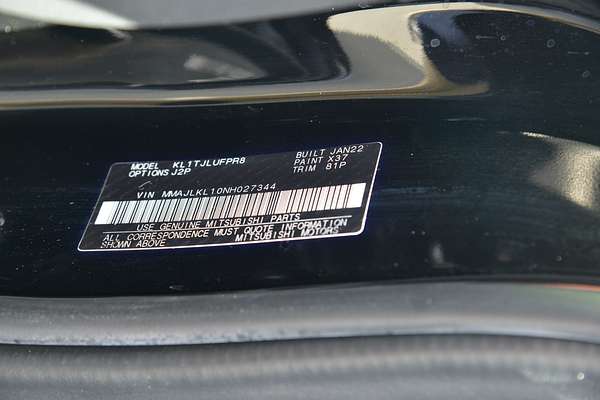 MODEL KL1TJLUFPR8 BUILT JAN22
OPTIONS J2P PAINT X37
TRIM 81P
VIN MMAJLKL10NH027344
USE GENUINE MITSUBISHI PARTS
ALL CORRESPONDENCE MUST QUOTE INFORMATION
SHOWN ABOVE MITSUBISHI MOTORS